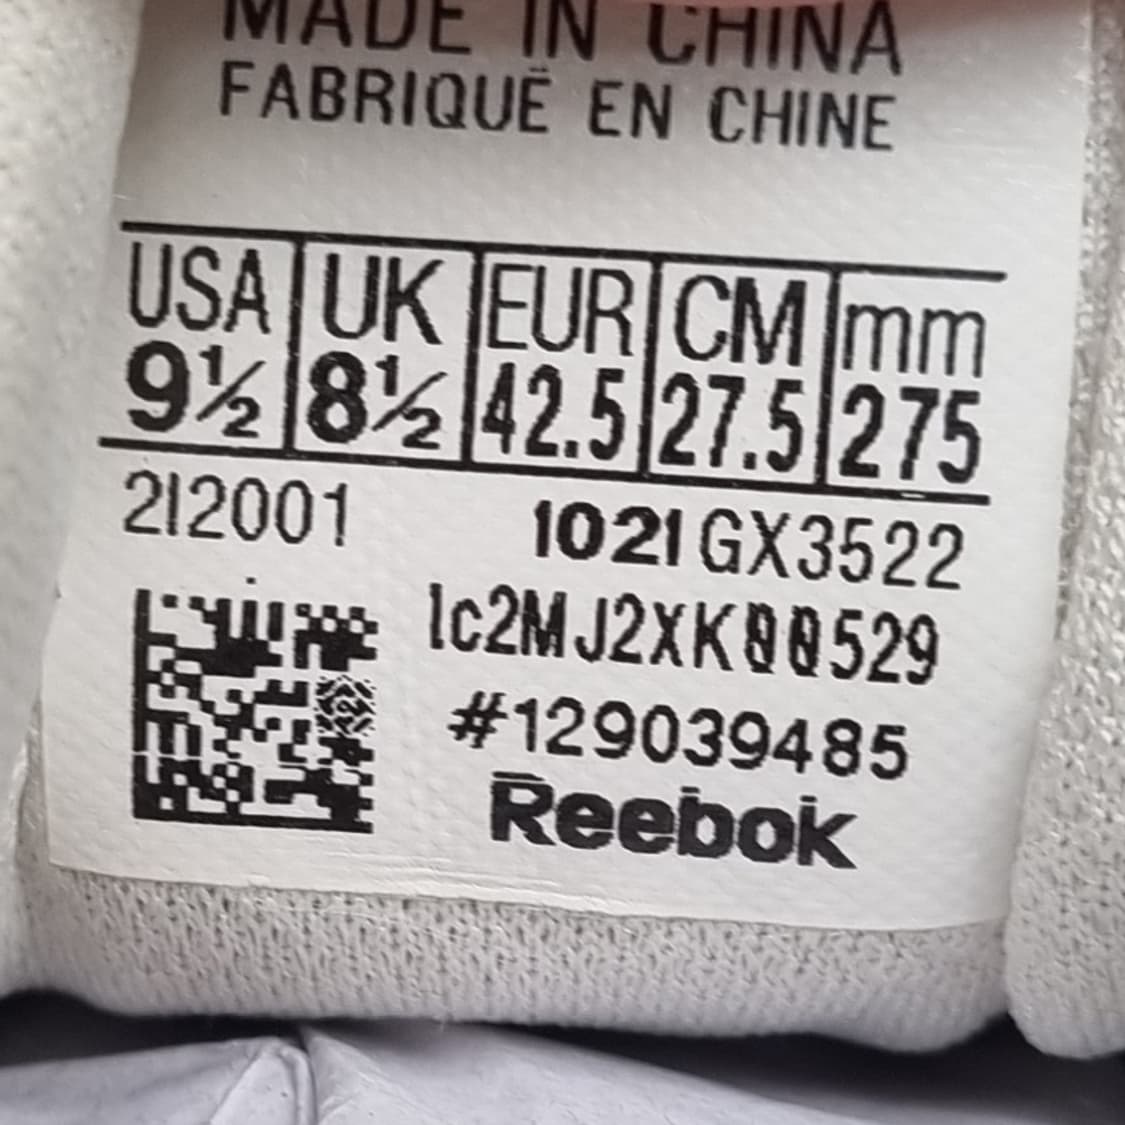 MADE IN CHINA
FABRIQUÉ EN CHINE
USA UK EUR CM mm
9½ 8½ 42.5 27.5 275
212001 1021 GX3522
lc2MJ2XK00529
#129039485
Reebok